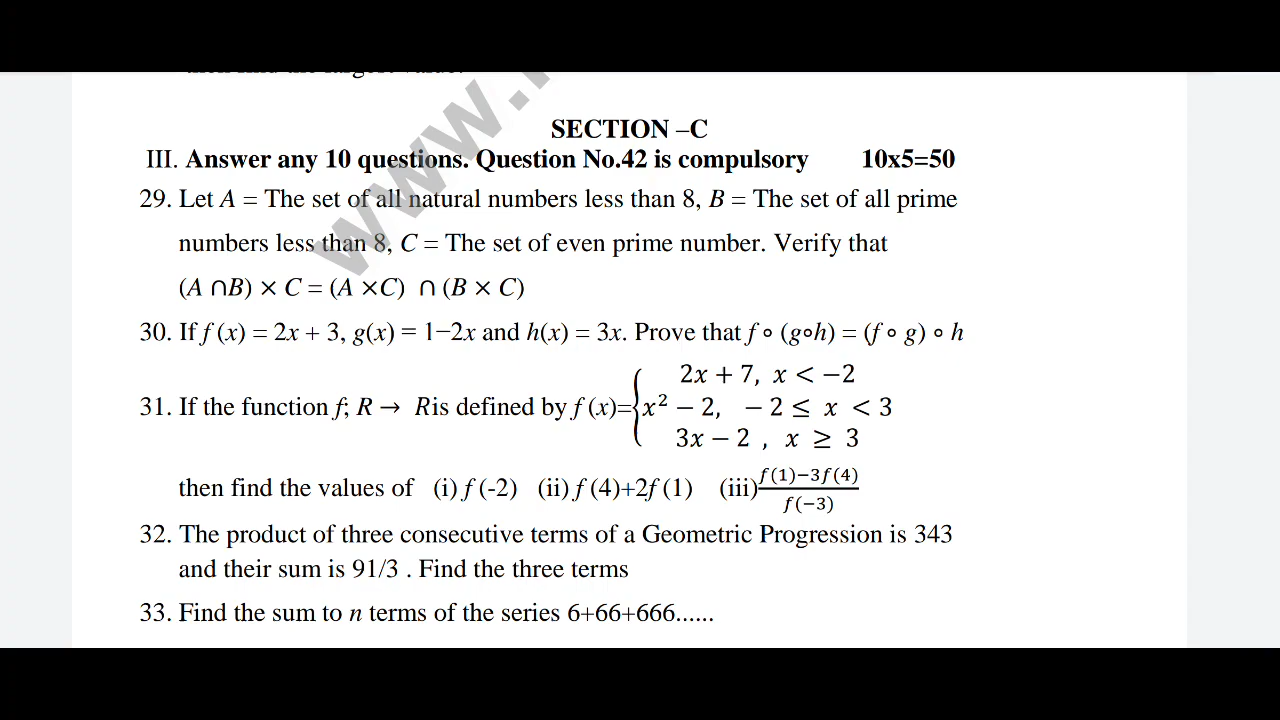 SECTION –C
III. Answer any 10 questions. Question No.42 is compulsory 10x5=50
29. Let A = The set of all natural numbers less than 8, B = The set of all prime
numbers less than 8, C = The set of even prime number. Verify that
(A ∩B) × C = (A ×C) ∩ (B × C)
30. If f (x) = 2x + 3, g(x) = 1−2x and h(x) = 3x. Prove that f ∘ (g∘h) = (f ∘ g) ∘ h
2x + 7, x < −2
31. If the function f; R → R is defined by f (x)={x² − 2, − 2 ≤ x < 3
3x − 2 , x ≥ 3
then find the values of (i) f (-2) (ii) f (4)+2f (1) (iii) f(1)−3f(4)
f(−3)
32. The product of three consecutive terms of a Geometric Progression is 343
and their sum is 91/3 . Find the three terms
33. Find the sum to n terms of the series 6+66+666......
www.